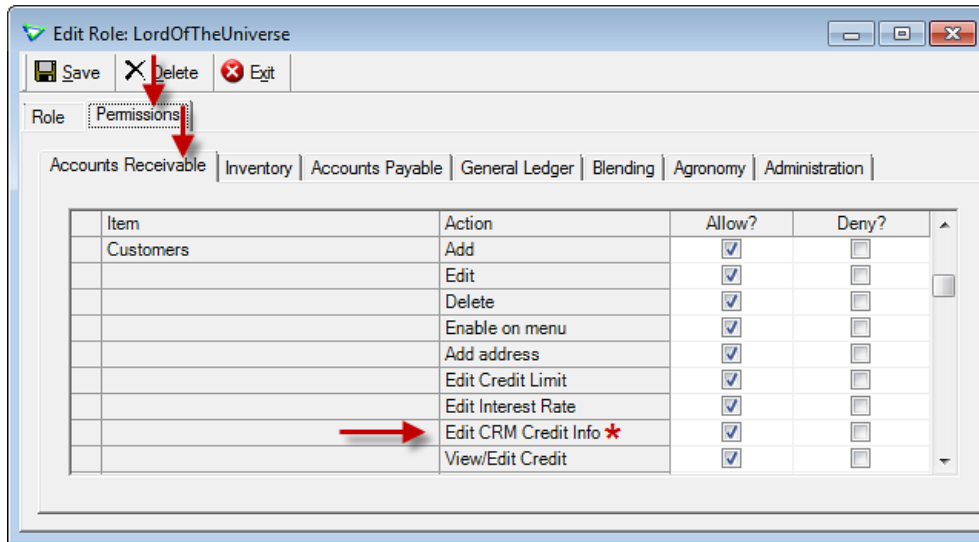 Edit Role: LordOfTheUniverse
Save Delete Exit
Role Permissions
Accounts Receivable Inventory Accounts Payable General Ledger Blending Agronomy Administration
Item Action Allow? Deny?
Customers Add
Edit
Delete
Enable on menu
Add address
Edit Credit Limit
Edit Interest Rate
Edit CRM Credit Info *
View/Edit Credit